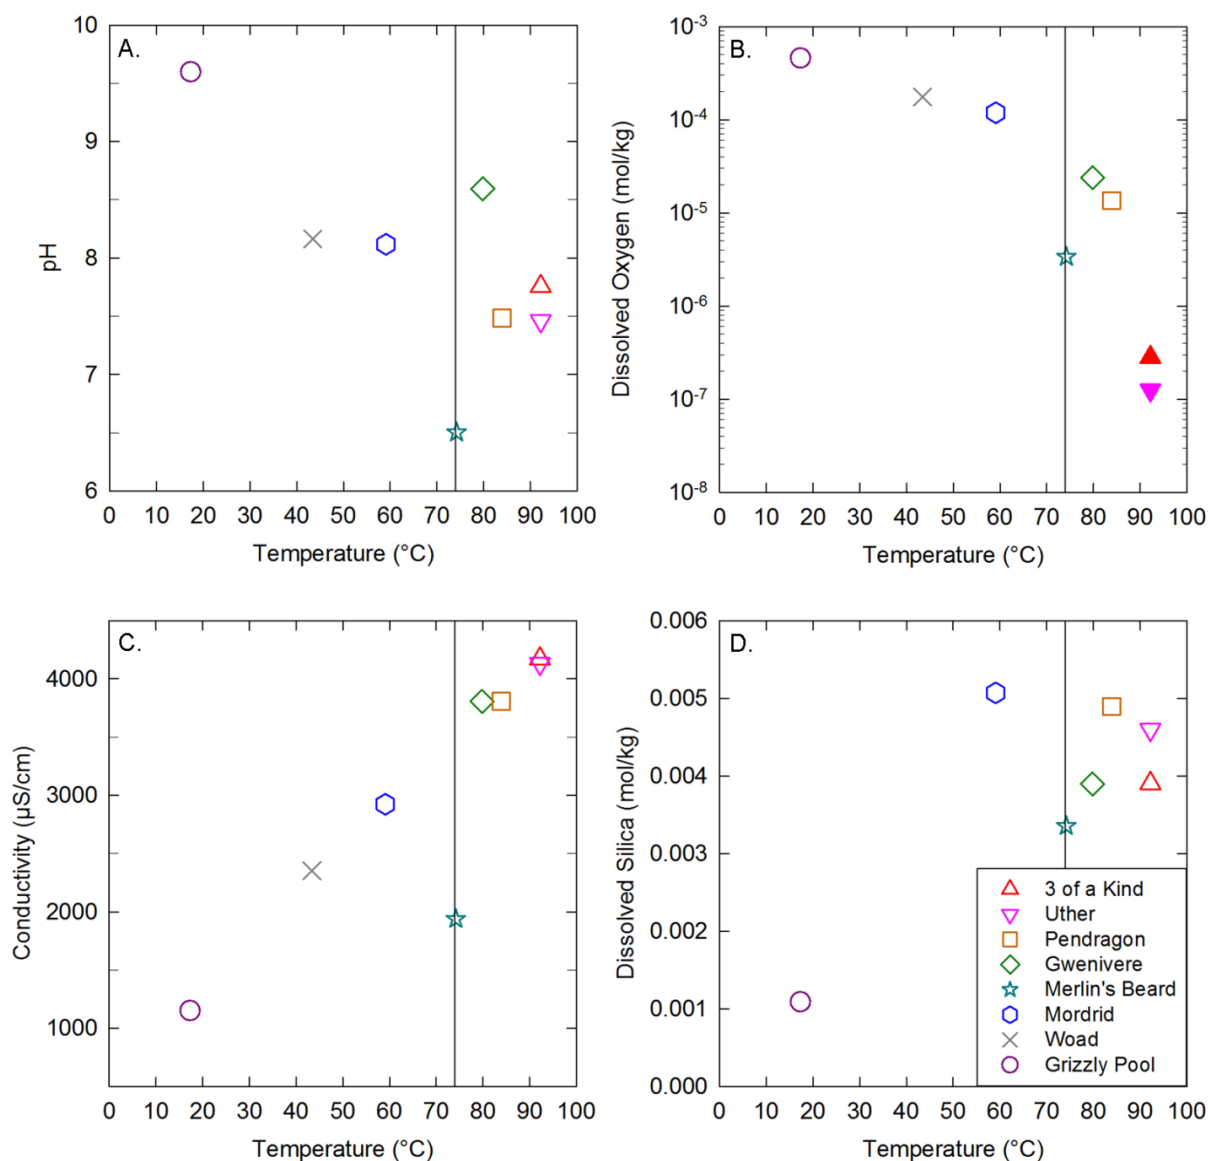 A.
10
9
8
7
6
pH
0 10 20 30 40 50 60 70 80 90 100
Temperature (°C)
B.
10-3
10-4
10-5
10-6
10-7
10-8
Dissolved Oxygen (mol/kg)
0 10 20 30 40 50 60 70 80 90 100
Temperature (°C)
C.
4000
3000
2000
1000
Conductivity (µS/cm)
0 10 20 30 40 50 60 70 80 90 100
Temperature (°C)
D.
0.006
0.005
0.004
0.003
0.002
0.001
0.000
Dissolved Silica (mol/kg)
3 of a Kind
Uther
Pendragon
Gwenivere
Merlin's Beard
Mordrid
Woad
Grizzly Pool
0 10 20 30 40 50 60 70 80 90 100
Temperature (°C)